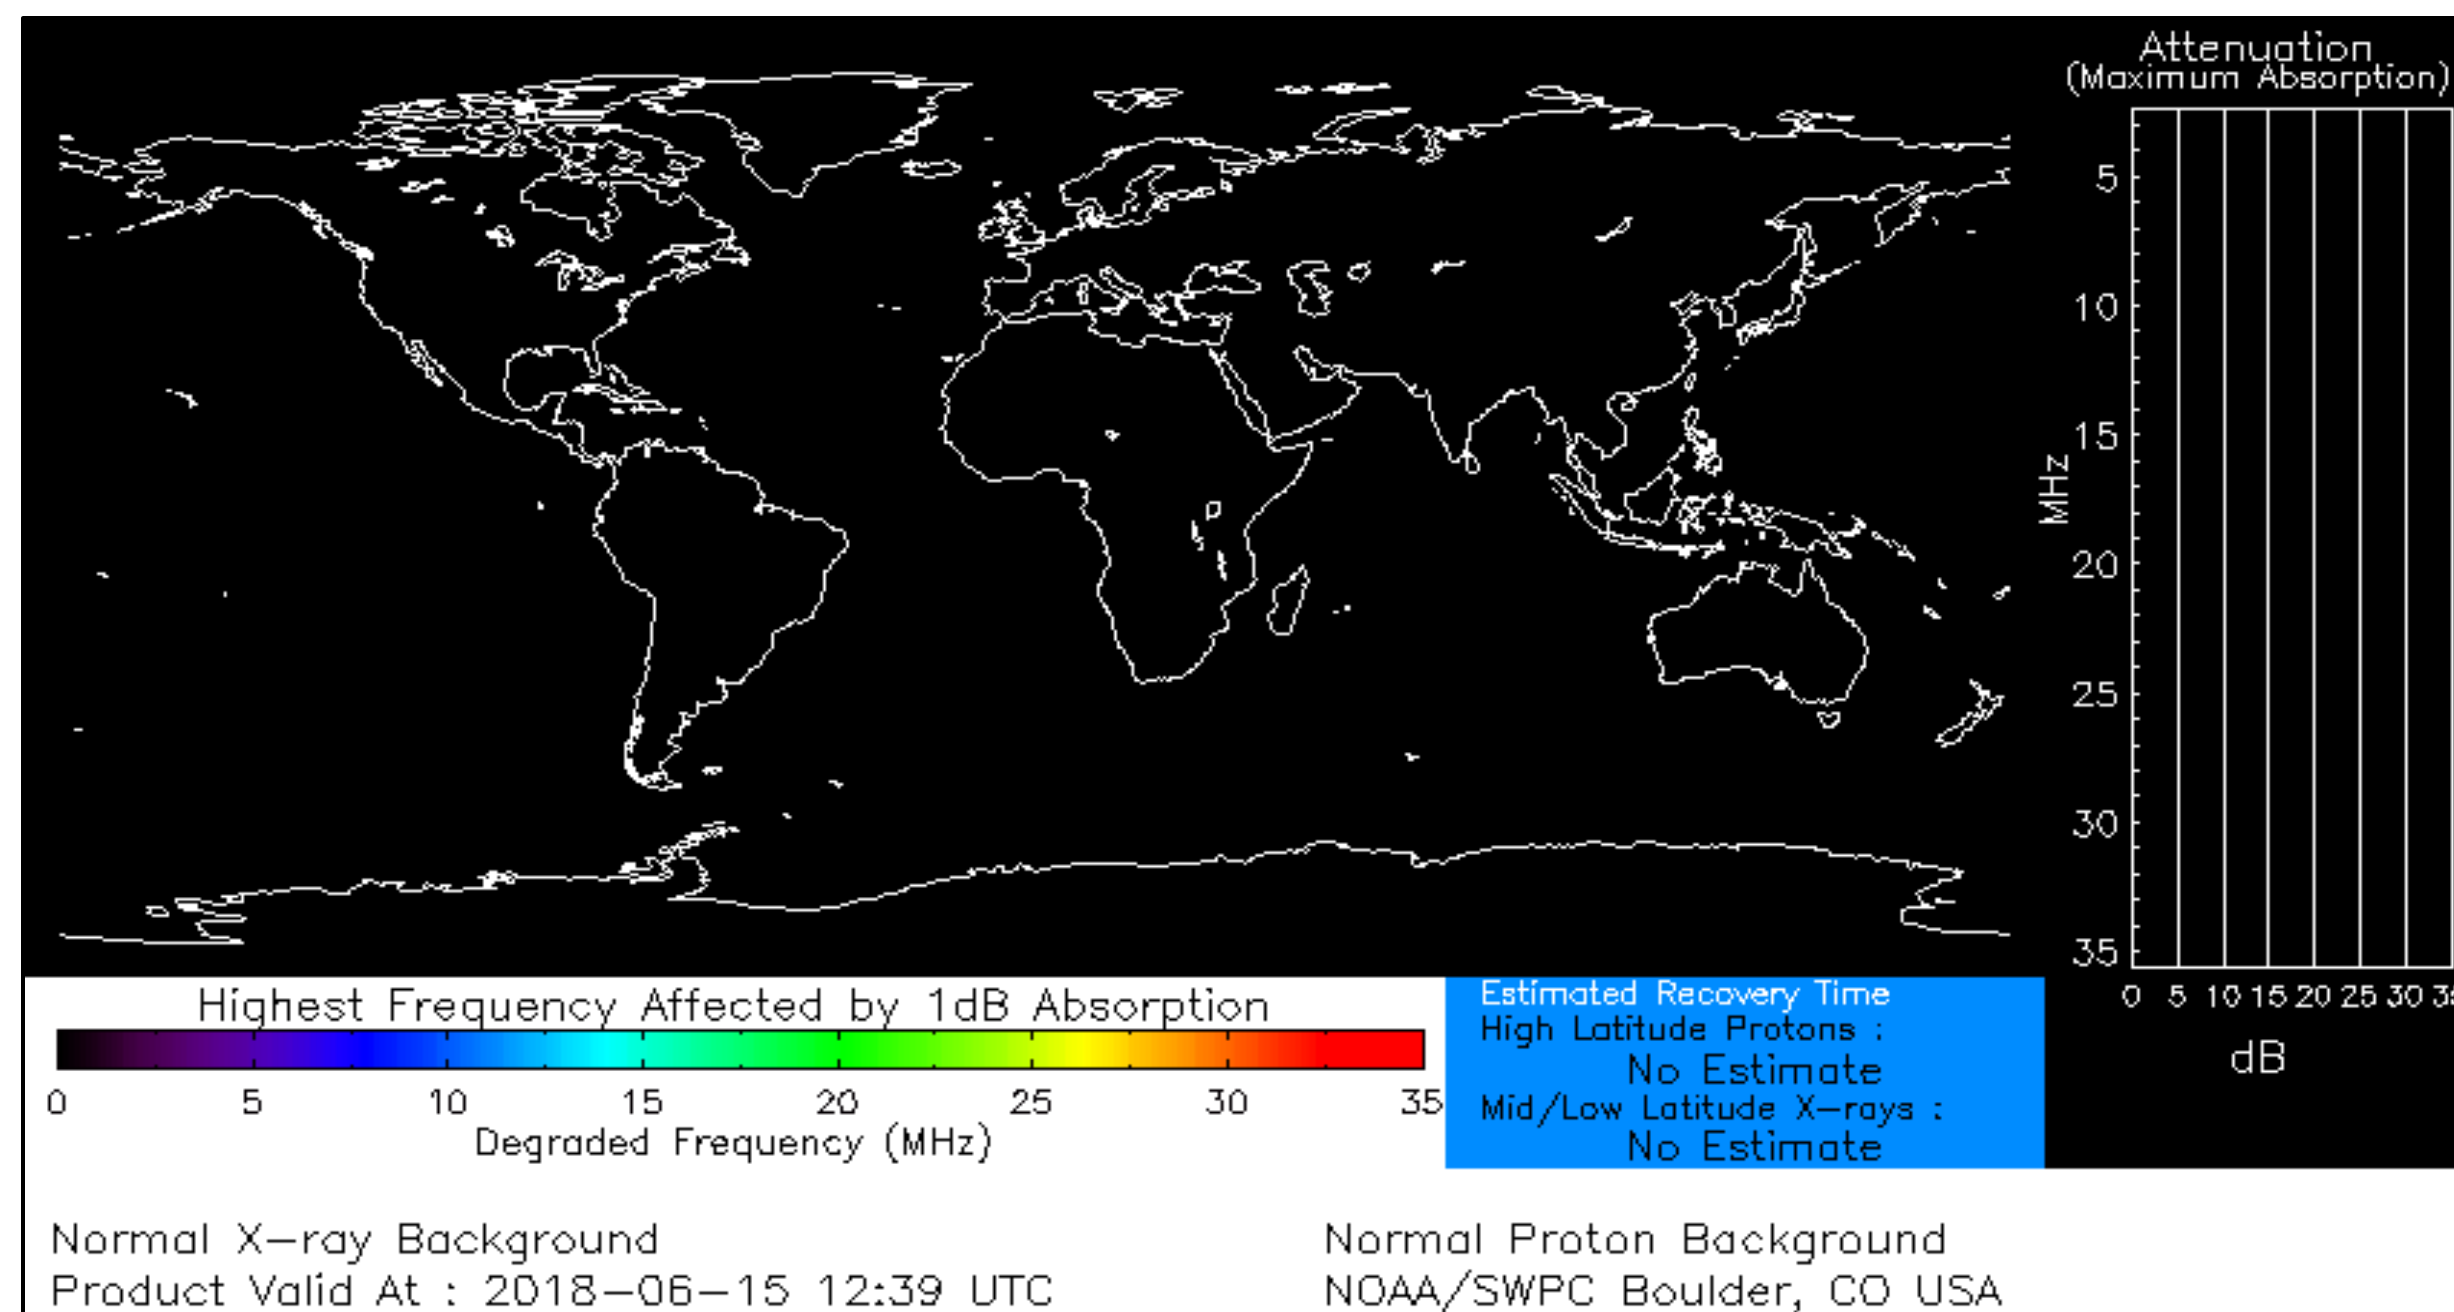 Attenuation
(Maximum Absorption)
5
10
15
20
25
30
35
MHz
0 5 10 15 20 25 30
dB
Highest Frequency Affected by 1dB Absorption
0 5 10 15 20 25 30 35
Degraded Frequency (MHz)
Estimated Recovery Time
High Latitude Protons :
No Estimate
Mid/Low Latitude X-rays :
No Estimate
Normal X-ray Background
Normal Proton Background
Product Valid At : 2018-06-15 12:39 UTC
NOAA/SWPC Boulder, CO USA